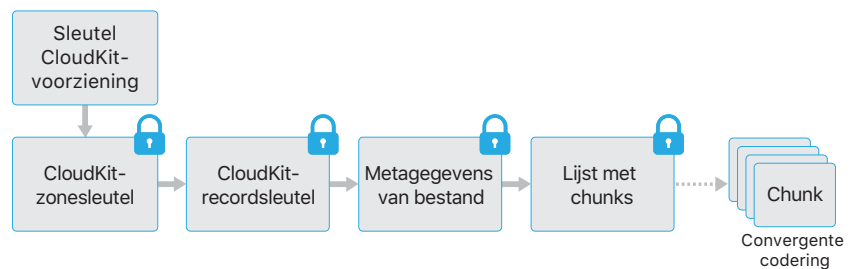 Sleutel
CloudKit-
voorziening
CloudKit-
zonesleutel
CloudKit-
recordsleutel
Metagegevens
van bestand
Lijst met
chunks
Chunk
Convergente
codering